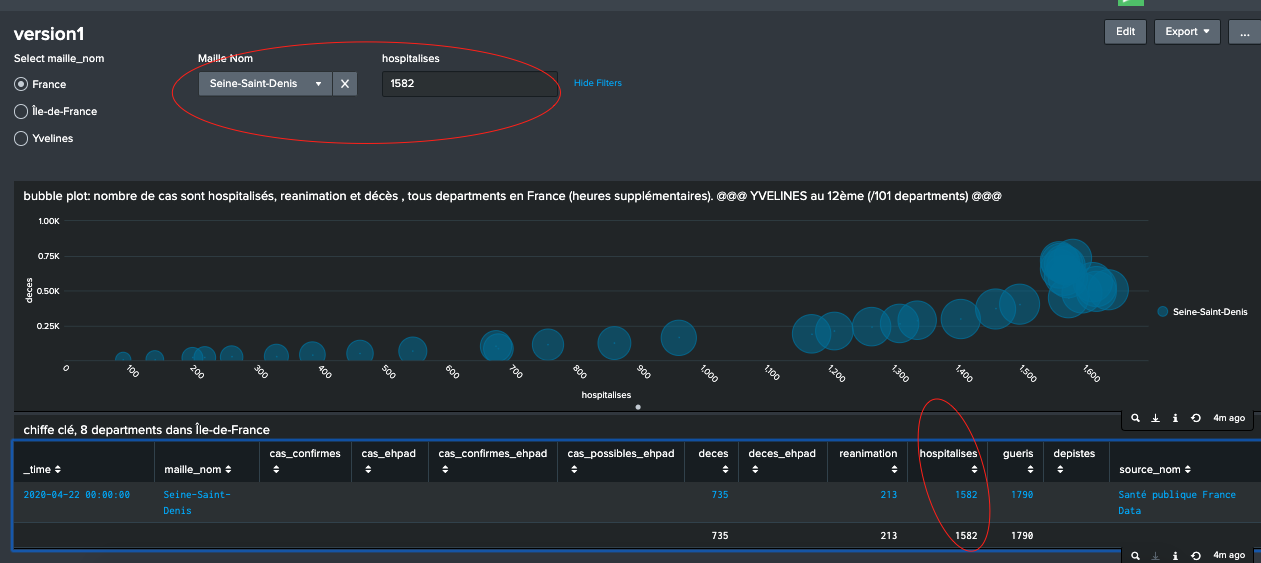 version1
Edit
Export
...
Select maille_nom
Maille Nom
hospitalises
France
Seine-Saint-Denis
1582
Hide Filters
Île-de-France
Yvelines
bubble plot: nombre de cas sont hospitalisés, reanimation et décès , tous departments en France (heures supplémentaires). @@@ YVELINES au 12ème (/101 departments) @@@
1.00K
0.75K
0.50K
0.25K
deces
0
100
200
300
400
500
600
700
800
900
1,000
1,100
1,200
1,300
1,400
1,500
1,600
hospitalises
Seine-Saint-Denis
4m ago
chiffe clé, 8 departments dans Île-de-France
_time maille_nom cas_confirmes cas_ehpad cas_confirmes_ehpad cas_possibles_ehpad deces deces_ehpad reanimation hospitalises gueris depistes source_nom
2020-04-22 00:00:00 Seine-Saint- 735 213 1582 1790 Santé publique France
Denis Data
735 213 1582 1790
4m ago